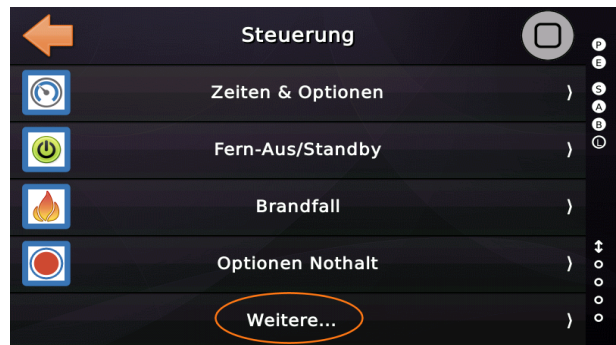 Steuerung
Zeiten & Optionen
Fern-Aus/Standby
Brandfall
Optionen Nothalt
Weitere...
P
E
S
A
B
L